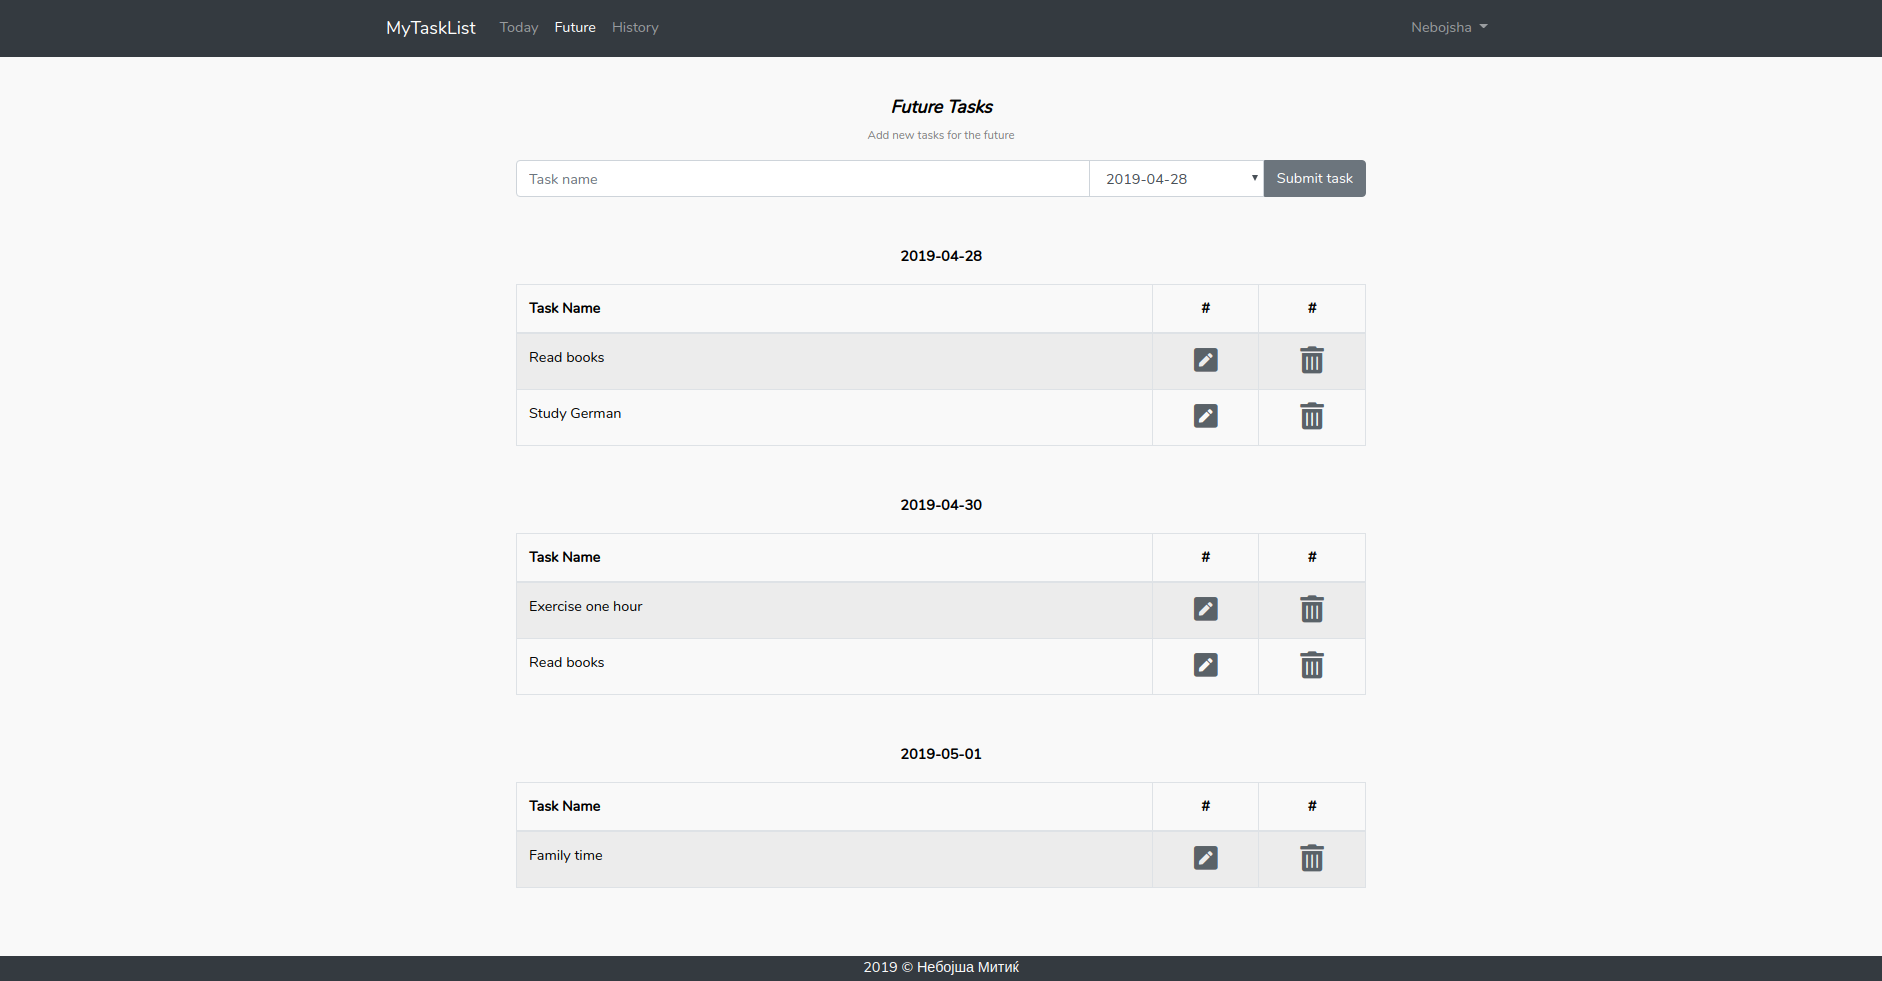 MyTaskList Today Future History Nebojsha
Future Tasks
Add new tasks for the future
Task name 2019-04-28 Submit task
2019-04-28
Task Name # #
Read books
Study German
2019-04-30
Task Name # #
Exercise one hour
Read books
2019-05-01
Task Name # #
Family time
2019 © Небојша Митиќ